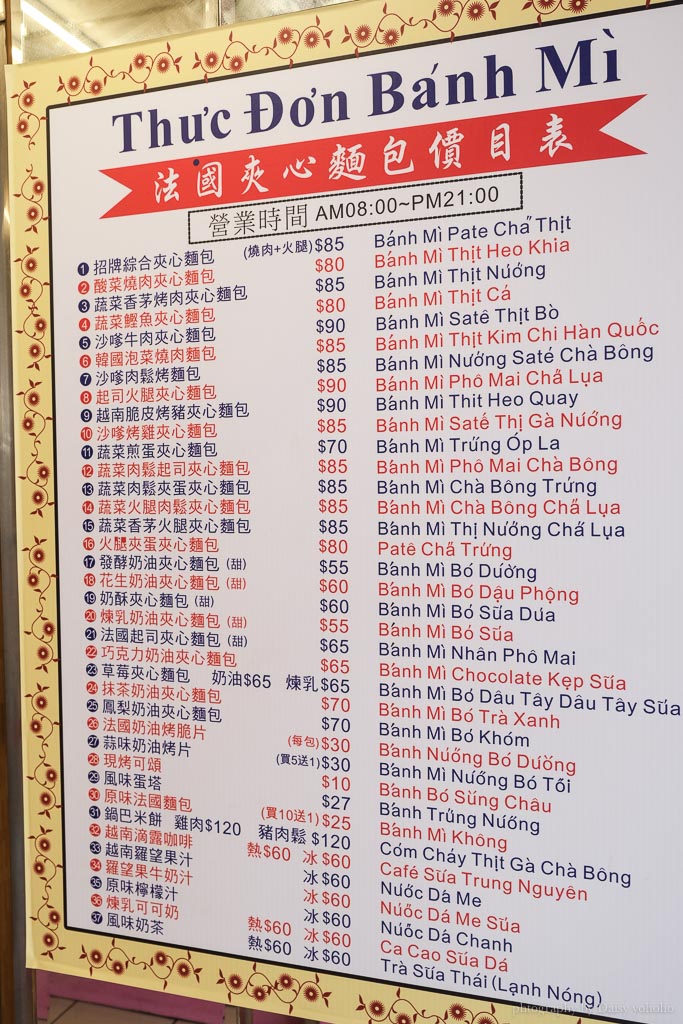 Thực Đơn Bánh Mì
法國夾心麵包價目表
營業時間 AM08:00~PM21:00
1 招牌綜合夾心麵包 (燒肉+火腿) $85 Bánh Mì Pate Chả Thịt
2 酸菜燒肉夾心麵包 $80 Bánh Mì Thịt Heo Khia
3 蔬菜香茅烤肉夾心麵包 $85 Bánh Mì Thịt Nướng
4 蔬菜鰹魚夾心麵包 $80 Bánh Mì Thịt Cá
5 沙嗲牛肉夾心麵包 $90 Bánh Mì Satê Thịt Bò
6 韓國泡菜燒肉麵包 $85 Bánh Mì Thịt Kim Chi Hàn Quốc
7 沙嗲肉鬆烤麵包 $85 Bánh Mì Nướng Saté Chà Bông
8 起司火腿夾心麵包 $90 Bánh Mì Phô Mai Chả Lụa
9 越南脆皮烤豬夾心麵包 $90 Bánh Mì Thit Heo Quay
10 沙嗲烤雞夾心麵包 $85 Bánh Mì Satế Thị Gà Nướng
11 蔬菜煎蛋夾心麵包 $70 Bánh Mì Trứng Óp La
12 蔬菜肉鬆起司夾心麵包 $85 Bánh Mì Phô Mai Chà Bông
13 蔬菜肉鬆夾蛋夾心麵包 $85 Bánh Mì Chà Bông Trứng
14 蔬菜火腿肉鬆夾心麵包 $85 Bánh Mì Chà Bông Chả Lụa
15 蔬菜香茅火腿夾心麵包 $85 Bánh Mì Thị Nướng Chả Lụa
16 火腿夾蛋夾心麵包 $80 Patê Chả Trứng
17 發酵奶油夾心麵包 (甜) $55 Bánh Mì Bó Dường
18 花生奶油夾心麵包 (甜) $60 Bánh Mì Bó Dậu Phộng
19 奶酥夾心麵包 (甜) $60 Bánh Mì Bó Sữa Dúa
20 煉乳奶油夾心麵包 (甜) $55 Bánh Mì Bó Sữa
21 法國起司夾心麵包 (甜) $65 Bánh Mì Nhân Phô Mai
22 巧克力奶油夾心麵包 $65 Bánh Mì Chocolate Kẹp Sữa
23 草莓夾心麵包 奶油$65 煉乳$65 Bánh Mì Bó Dâu Tây Dâu Tây Sữa
24 抹茶奶油夾心麵包 $70 Bánh Mì Bó Trà Xanh
25 鳳梨奶油夾心麵包 $70 Bánh Mì Bó Khóm
26 法國奶油烤脆片 (每包)$30 Bánh Nướng Bó Dường
27 蒜味奶油烤片 (買5送1)$30 Bánh Mì Nướng Bó Tỏi
28 現烤可頌 $10 Bánh Bó Sừng Châu
29 風味蛋塔 $27 Bánh Trứng Nướng
30 原味法國麵包 (買10送1)$25 Bánh Mì Không
31 鍋巴米餅 雞肉$120 豬肉鬆 $120 Cóm Cháy Thịt Gà Chà Bông
32 越南滴露咖啡 熱$60 冰$60 Café Sữa Trung Nguyên
33 越南羅望果汁 冰$60 Nước Dá Me
34 羅望果牛奶汁 冰$60 Nước Dá Me Sữa
35 原味檸檬汁 冰$60 Nước Dá Chanh
36 煉乳可可奶 熱$60 冰$60 Ca Cao Sữa Dá
37 風味奶茶 熱$60 冰$60 Trà Sữa Thái (Lạnh Nóng)